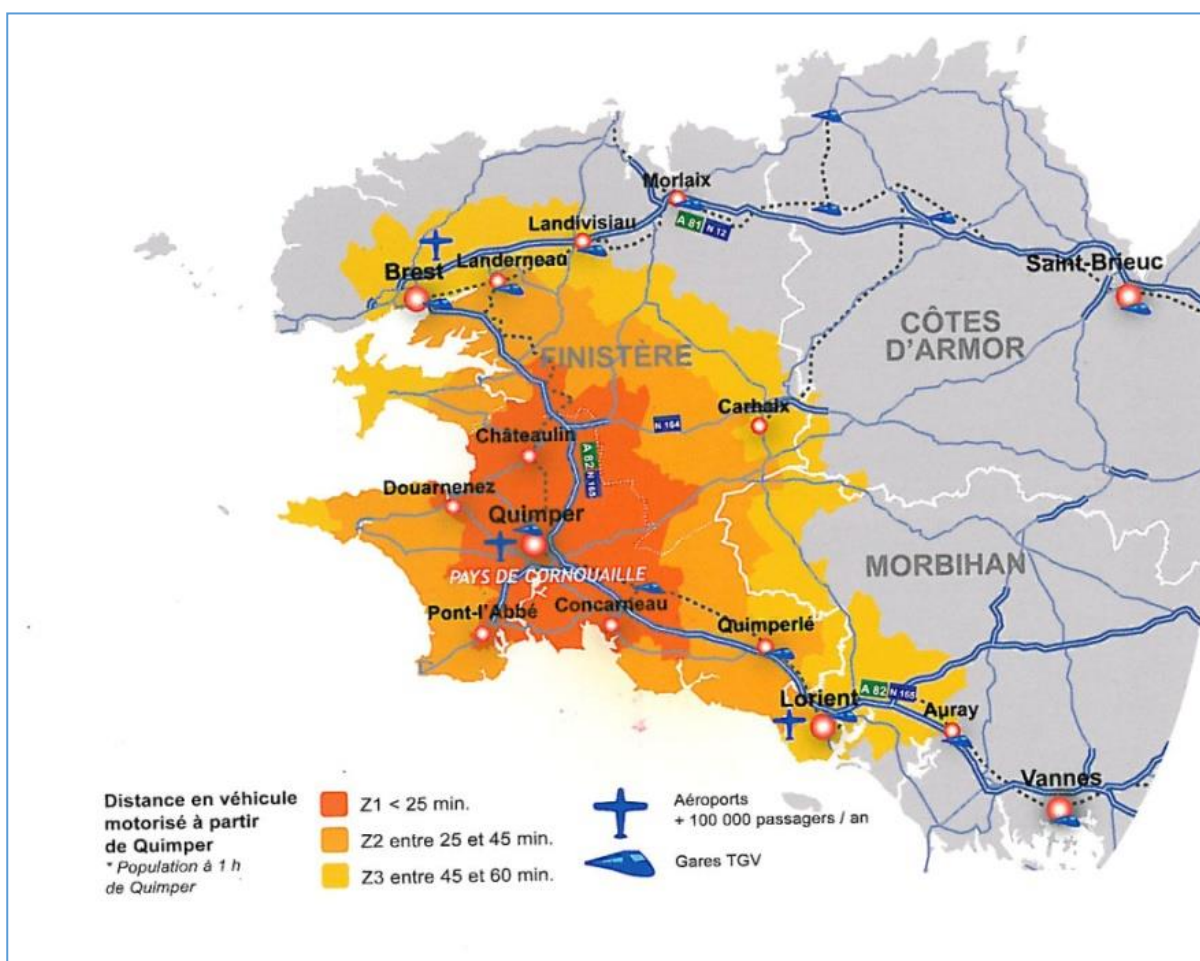 Morlaix
A 81 N 12
Landivisiau
Landerneau
Brest
Saint-Brieuc
CÔTES
D'ARMOR
FINISTÈRE
Carhaix
N 164
Châteaulin
A 82 N 165
Douarnenez
Quimper
MORBIHAN
PAYS DE CORNOUAILLE
Pont-l'Abbé
Concarneau
Quimperlé
A 82 N 165
Lorient
Auray
Vannes
Distance en véhicule
motorisé à partir
de Quimper
* Population à 1 h
de Quimper
Z1 < 25 min.
Z2 entre 25 et 45 min.
Z3 entre 45 et 60 min.
Aéroports
+ 100 000 passagers / an
Gares TGV